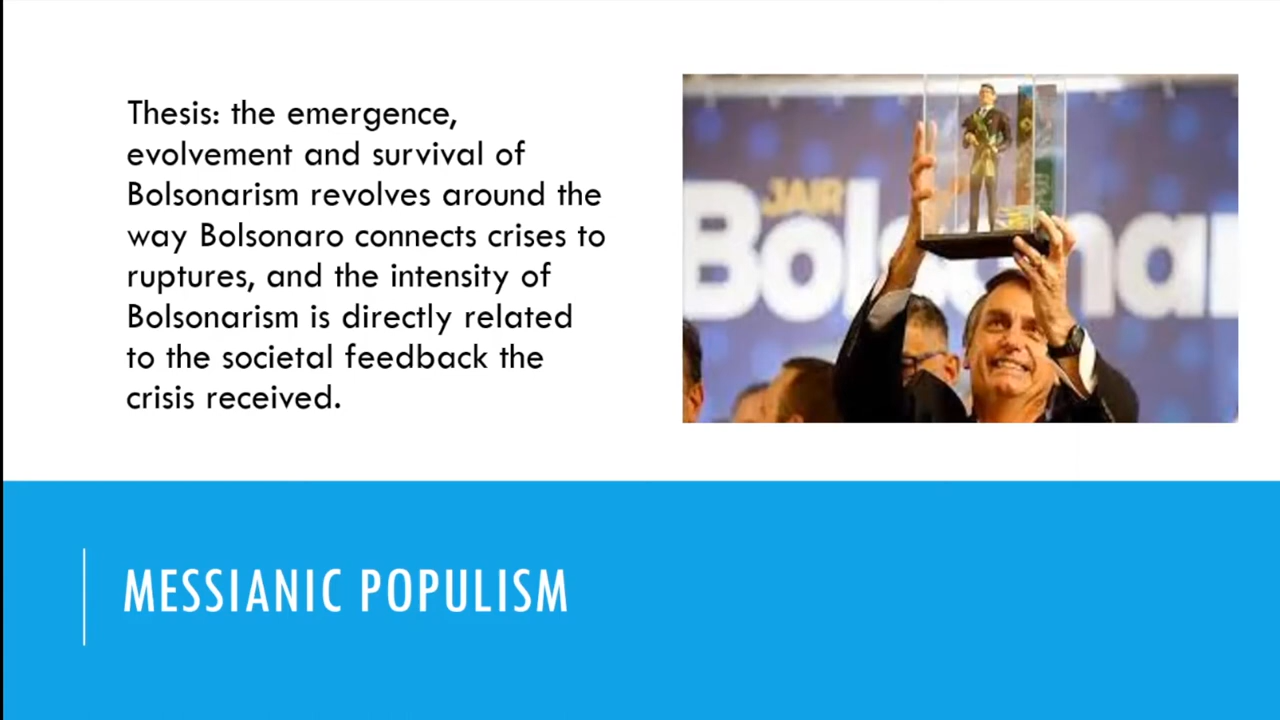 Thesis: the emergence,
evolvement and survival of
Bolsonarism revolves around the
way Bolsonaro connects crises to
ruptures, and the intensity of
Bolsonarism is directly related
to the societal feedback the
crisis received.
JAIR
Bolsonar
MESSIANIC POPULISM